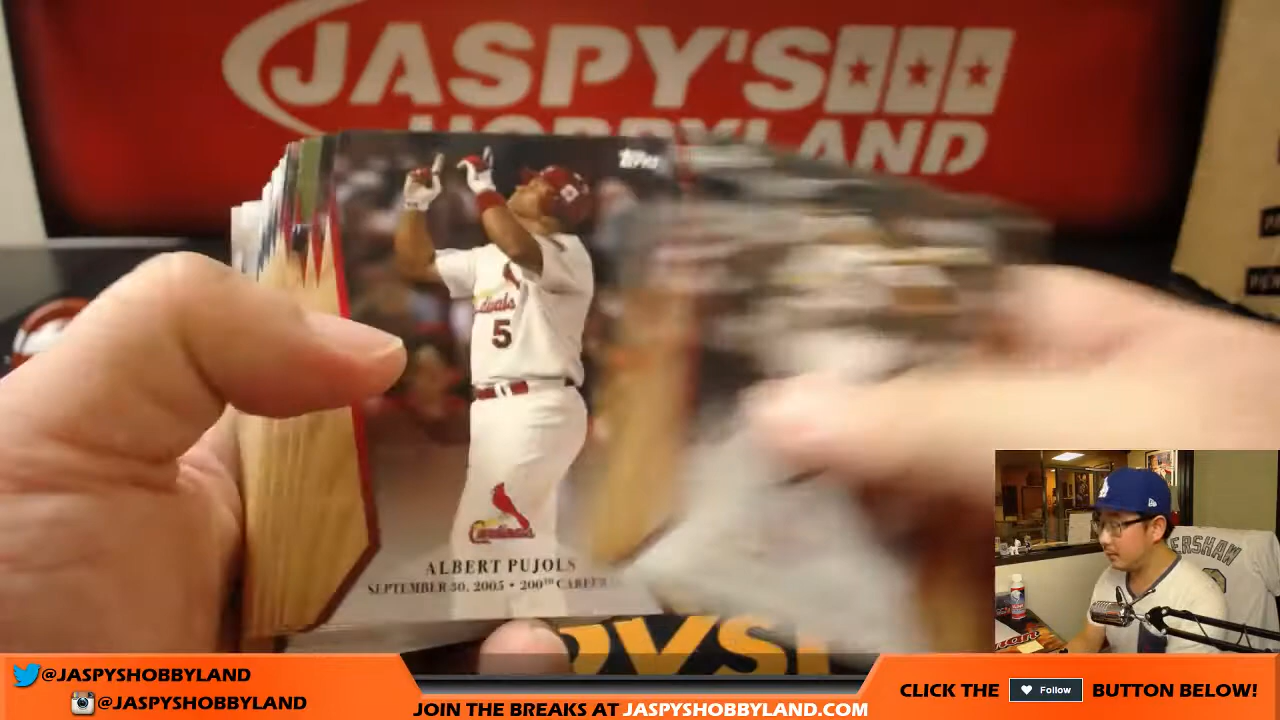 JASPY'S
HOBBYLAND
topps
Cardinals
5
Cardinals
ALBERT PUJOLS
SEPTEMBER 30, 2005 • 200TH CAREER
ERSHAW
@JASPYSHOBBYLAND
@JASPYSHOBBYLAND
JOIN THE BREAKS AT JASPYSHOBBYLAND.COM
CLICK THE Follow BUTTON BELOW!